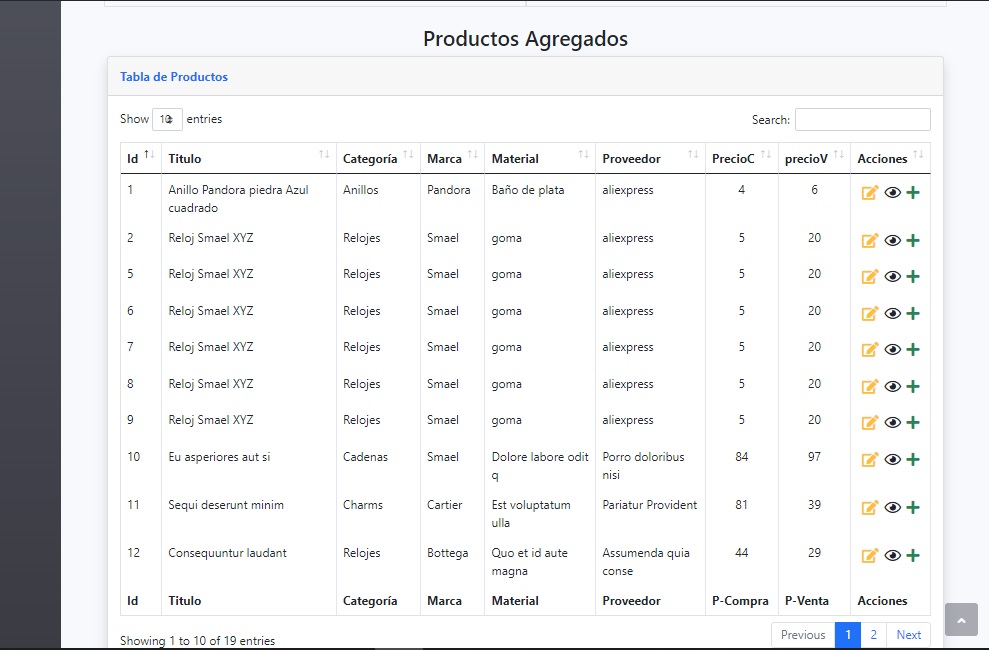 Productos Agregados
Tabla de Productos
Show 10 entries
Search:
Id Titulo Categoría Marca Material Proveedor PrecioC precioV Acciones
1 Anillo Pandora piedra Azul cuadrado Anillos Pandora Baño de plata aliexpress 4 6
2 Reloj Smael XYZ Relojes Smael goma aliexpress 5 20
5 Reloj Smael XYZ Relojes Smael goma aliexpress 5 20
6 Reloj Smael XYZ Relojes Smael goma aliexpress 5 20
7 Reloj Smael XYZ Relojes Smael goma aliexpress 5 20
8 Reloj Smael XYZ Relojes Smael goma aliexpress 5 20
9 Reloj Smael XYZ Relojes Smael goma aliexpress 5 20
10 Eu asperiores aut si Cadenas Smael Dolore labore odit q Porro doloribus nisi 84 97
11 Sequi deserunt minim Charms Cartier Est voluptatum ulla Pariatur Provident 81 39
12 Consequuntur laudant Relojes Bottega Quo et id aute magna Assumenda quia conse 44 29
Id Titulo Categoría Marca Material Proveedor P-Compra P-Venta Acciones
Showing 1 to 10 of 19 entries
Previous 1 2 Next